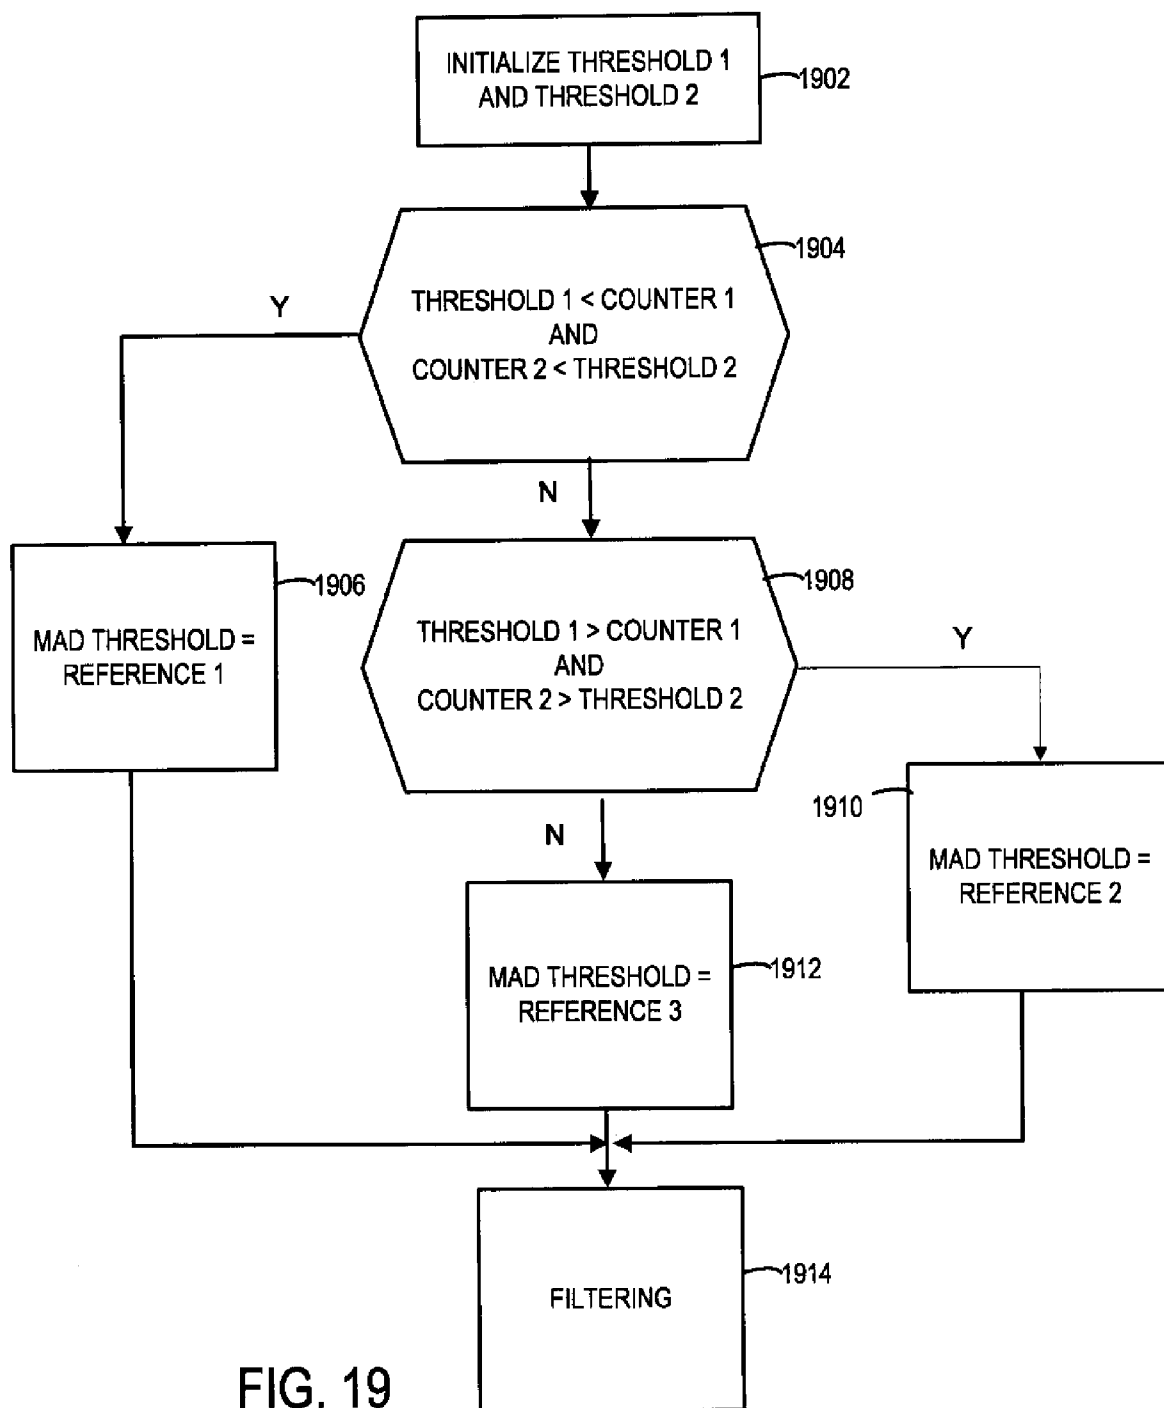 INITIALIZE THRESHOLD 1
AND THRESHOLD 2
1902
1904
THRESHOLD 1 < COUNTER 1
AND
COUNTER 2 < THRESHOLD 2
Y
N
1906
MAD THRESHOLD =
REFERENCE 1
1908
THRESHOLD 1 > COUNTER 1
AND
COUNTER 2 > THRESHOLD 2
Y
N
1910
MAD THRESHOLD =
REFERENCE 2
MAD THRESHOLD =
REFERENCE 3
1912
FILTERING
1914
FIG. 19